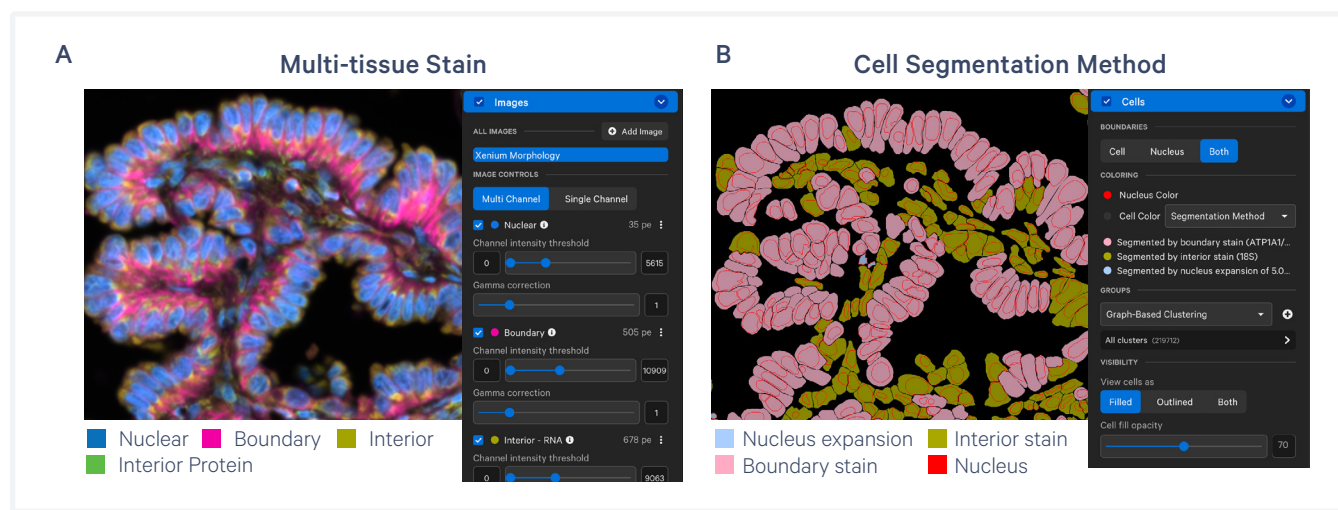 A
Multi-tissue Stain
Images
ALL IMAGES
Add Image
Xenium Morphology
IMAGE CONTROLS
Multi Channel
Single Channel
Nuclear
35 pe
Channel intensity threshold
0
5615
Gamma correction
1
Boundary
505 pe
Channel intensity threshold
0
10909
Gamma correction
1
Interior - RNA
678 pe
Channel intensity threshold
0
9063
Nuclear
Boundary
Interior
Interior Protein
B
Cell Segmentation Method
Cells
BOUNDARIES
Cell
Nucleus
Both
COLORING
Nucleus Color
Cell Color
Segmentation Method
Segmented by boundary stain (ATP1A1/...
Segmented by interior stain (18S)
Segmented by nucleus expansion of 5.0...
GROUPS
Graph-Based Clustering
All clusters (219712)
VISIBILITY
View cells as
Filled
Outlined
Both
Cell fill opacity
70
Nucleus expansion
Interior stain
Boundary stain
Nucleus